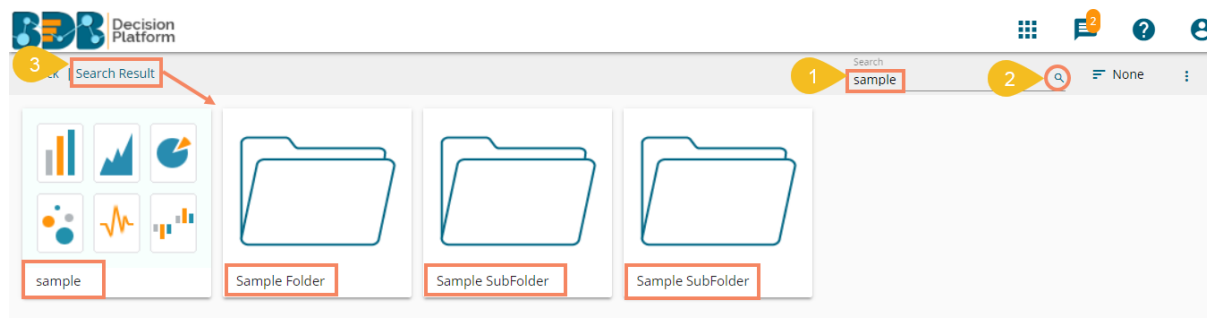 BDB Decision
Platform
2
3
Search Result
1
Search
sample
2
None
sample
Sample Folder
Sample SubFolder
Sample SubFolder